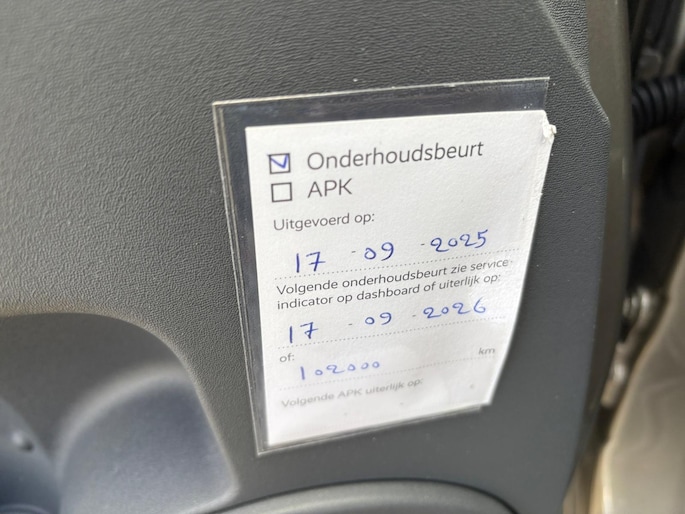 Onderhoudsbeurt
APK
Uitgevoerd op:
17 - 09 - 2025
Volgende onderhoudsbeurt zie service-
indicator op dashboard of uiterlijk op:
17 - 09 - 2026
of:
102000 km
Volgende APK uiterlijk op: